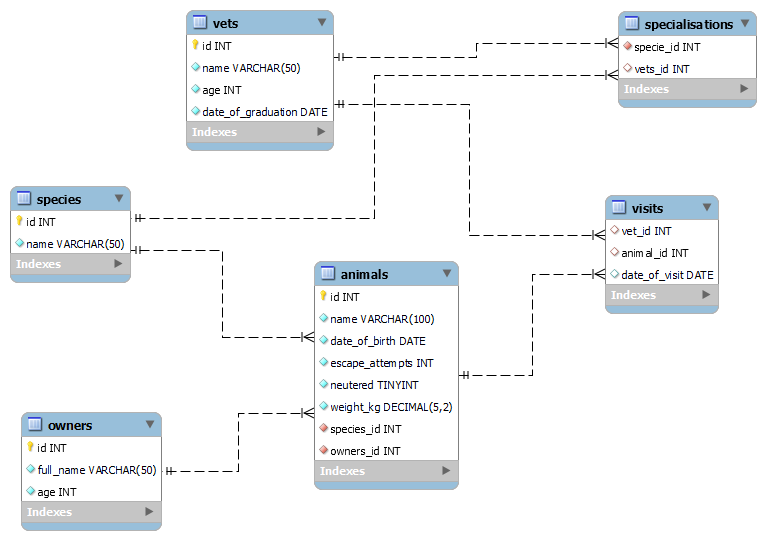 vets
id INT
name VARCHAR(50)
age INT
date_of_graduation DATE
Indexes
specialisations
specie_id INT
vets_id INT
Indexes
species
id INT
name VARCHAR(50)
Indexes
visits
vet_id INT
animal_id INT
date_of_visit DATE
Indexes
animals
id INT
name VARCHAR(100)
date_of_birth DATE
escape_attempts INT
neutered TINYINT
weight_kg DECIMAL(5,2)
species_id INT
owners_id INT
Indexes
owners
id INT
full_name VARCHAR(50)
age INT
Indexes